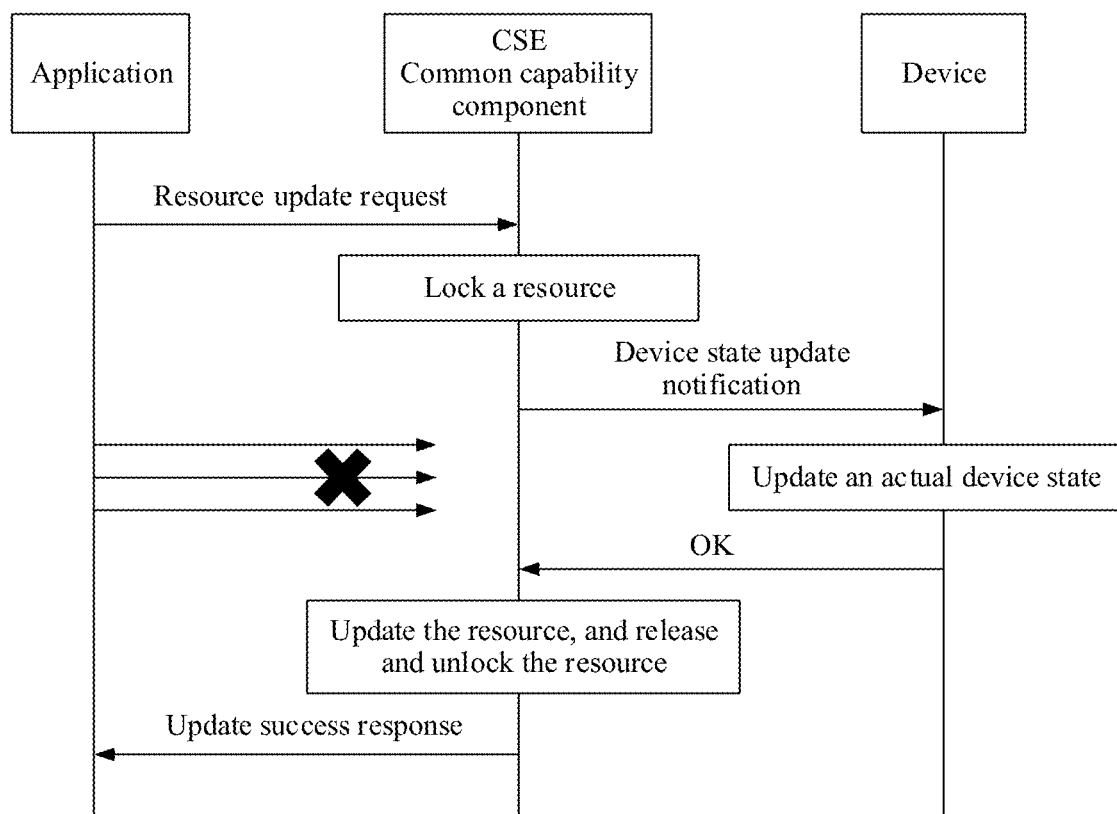 Application
CSE
Common capability
component
Device
Resource update request
Lock a resource
Device state update
notification
Update an actual device state
OK
Update the resource, and release
and unlock the resource
Update success response